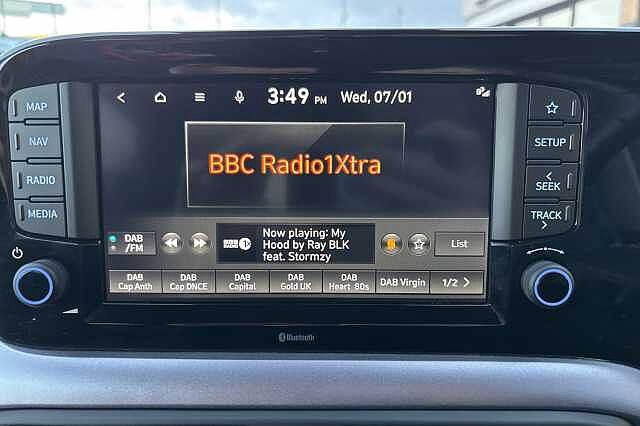 3:49 PM Wed, 07/01
MAP
NAV
RADIO
MEDIA
SETUP
SEEK
TRACK
BBC Radio1Xtra
DAB
/FM
Now playing: My
Hood by Ray BLK
feat. Stormzy
List
DAB
Cap Anth
DAB
Cap DNCE
DAB
Capital
DAB
Gold UK
DAB
Heart 80s
DAB Virgin
1/2 >
Bluetooth